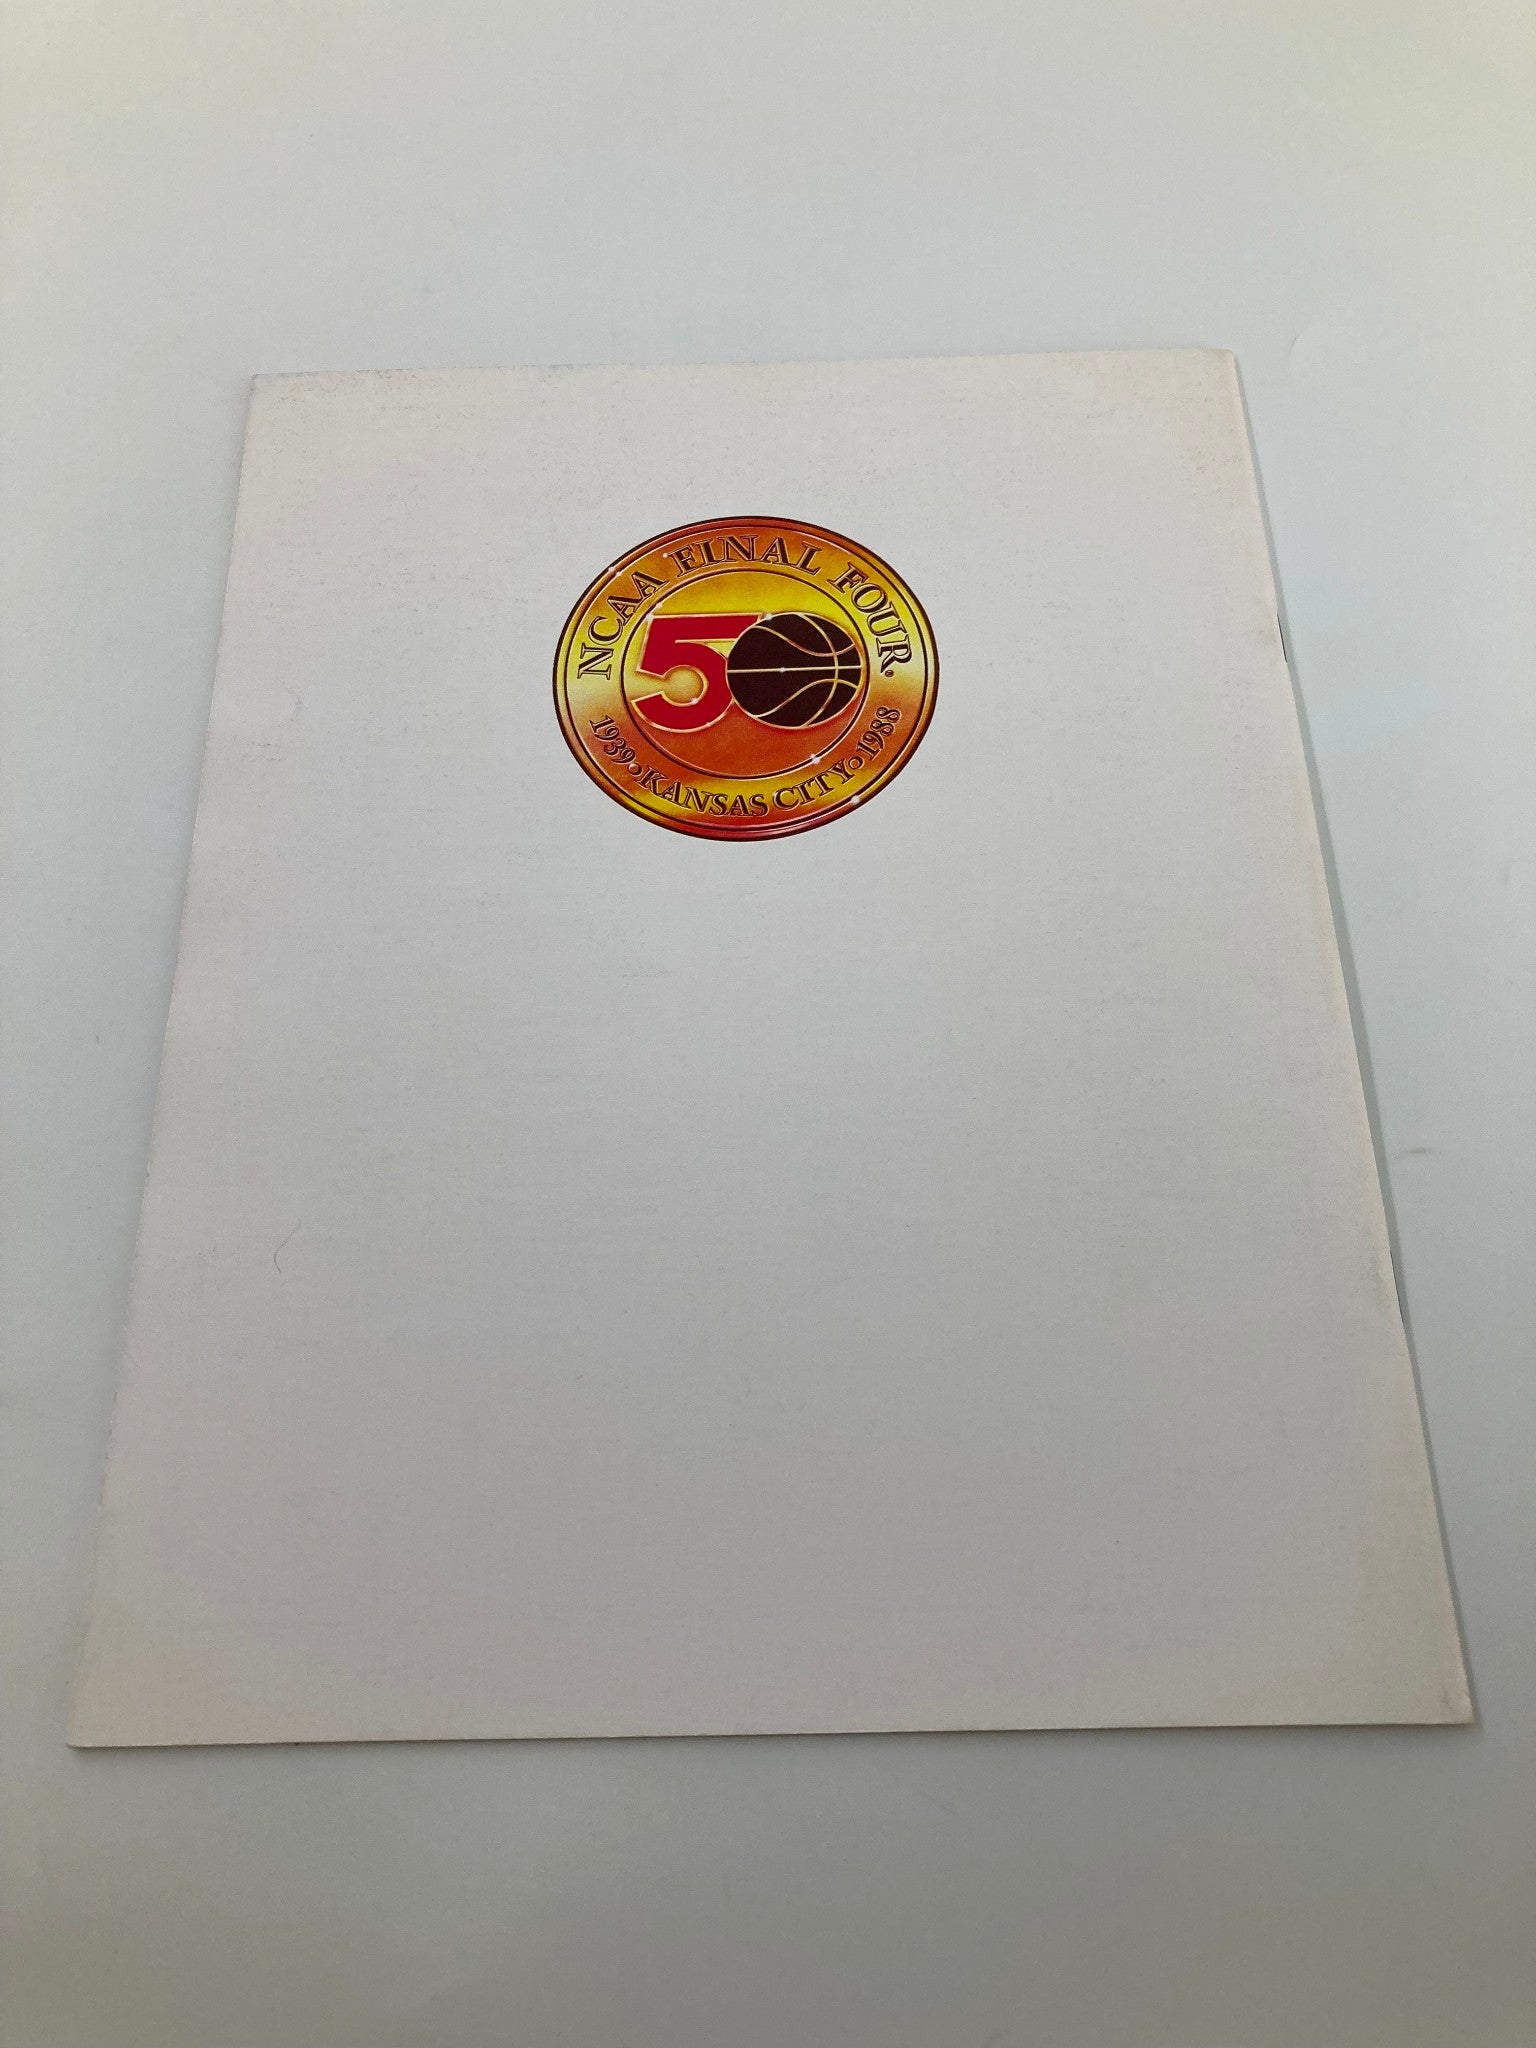 NCAA FINAL FOUR®
50
1939 • KANSAS CITY • 1988